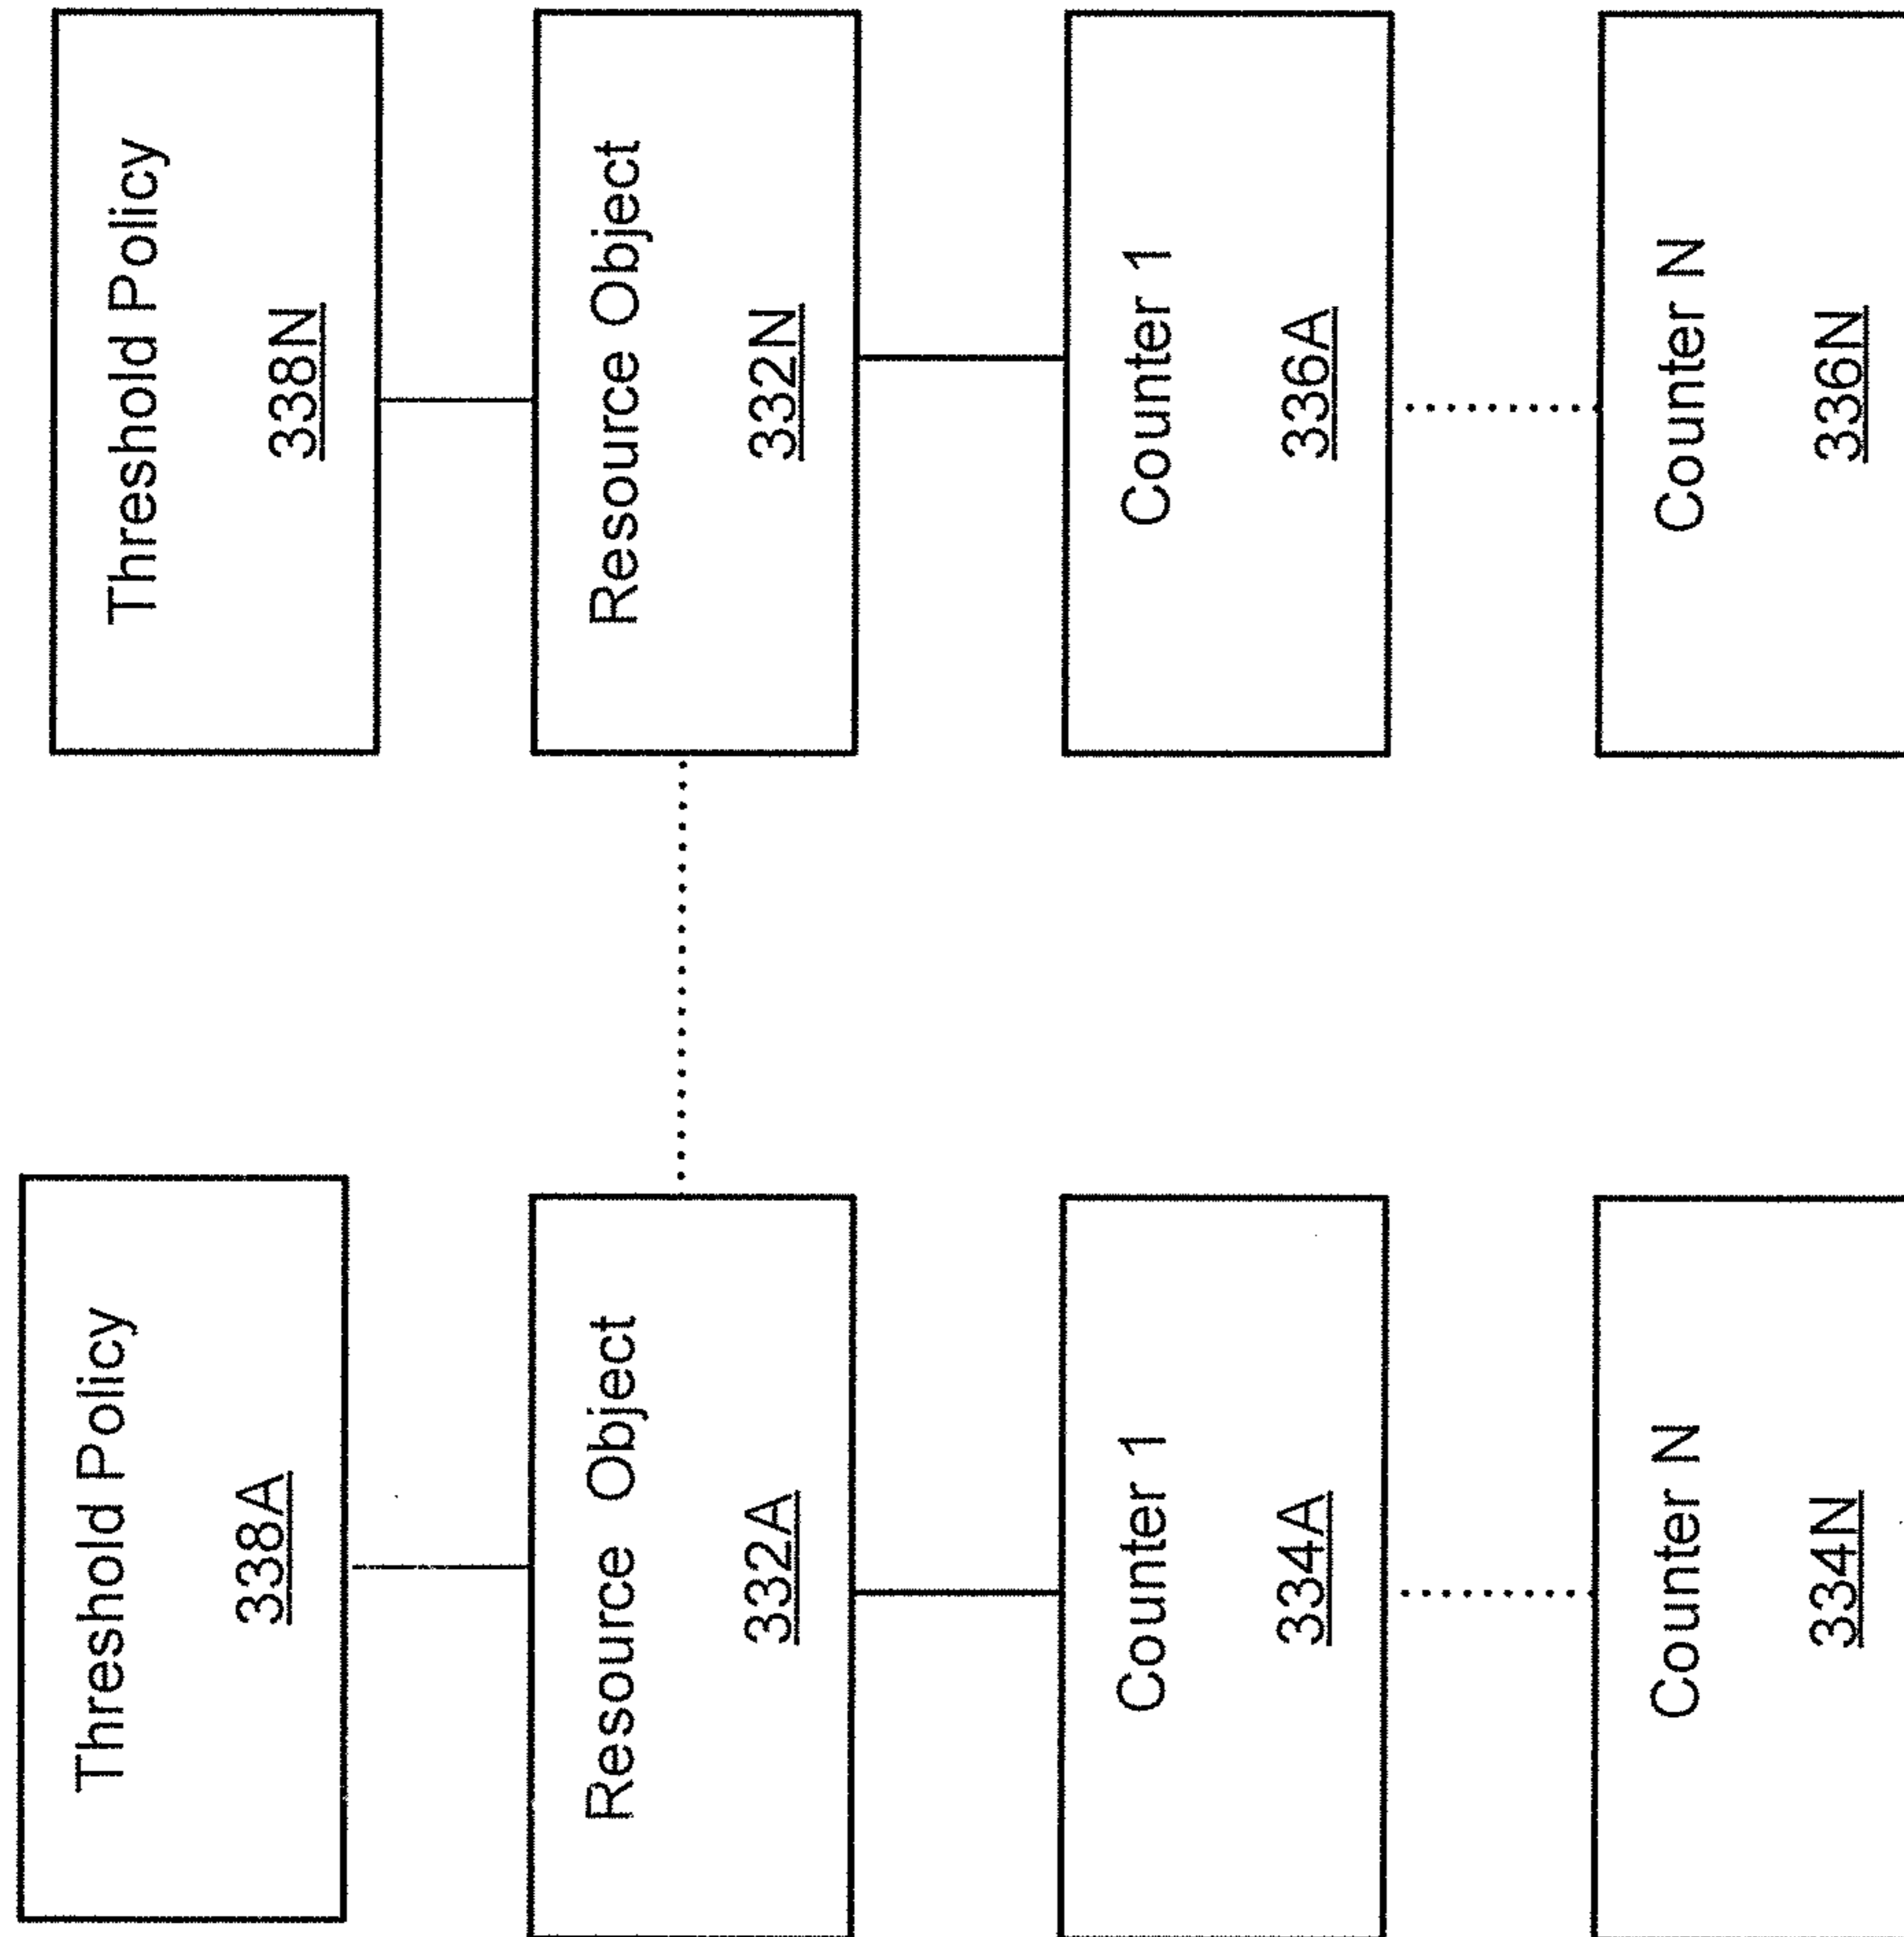 Threshold Policy
338A
Resource Object
332A
Counter 1
334A
Counter N
334N
Threshold Policy
338N
Resource Object
332N
Counter 1
336A
Counter N
336N